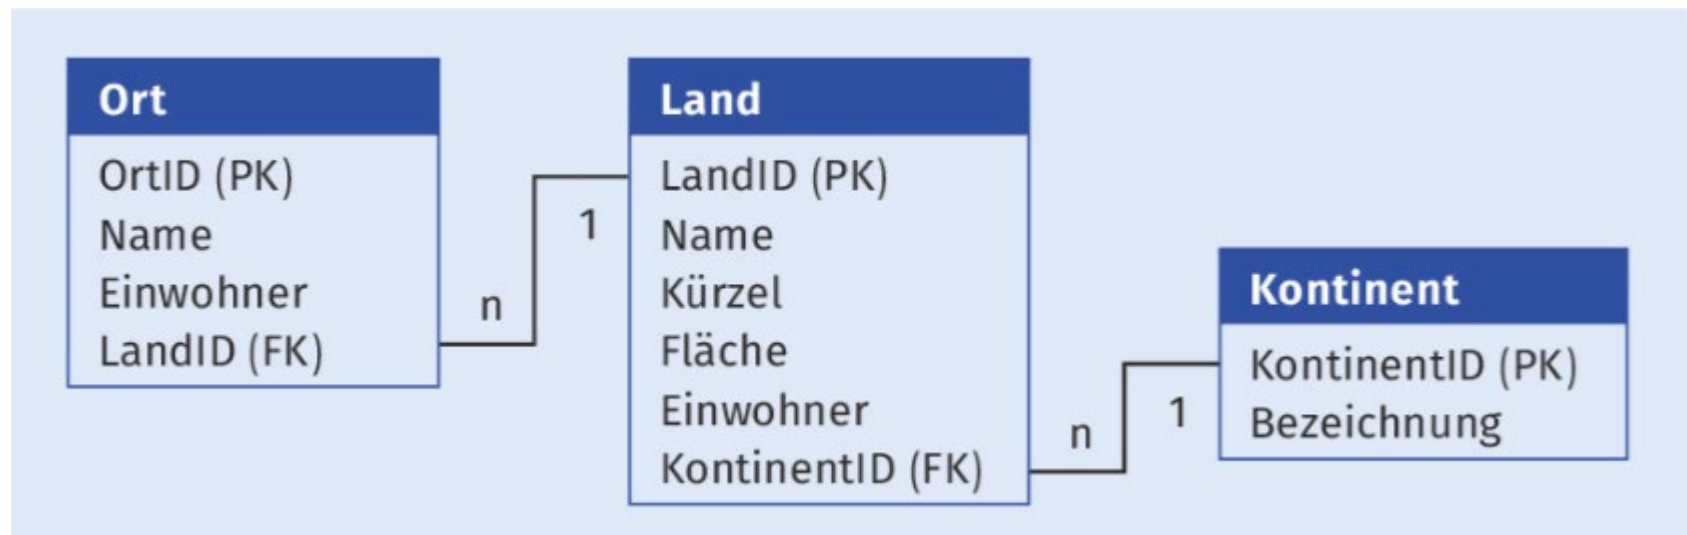 Ort
OrtID (PK)
Name
Einwohner
LandID (FK)
n
1
Land
LandID (PK)
Name
Kürzel
Fläche
Einwohner
KontinentID (FK)
n
1
Kontinent
KontinentID (PK)
Bezeichnung